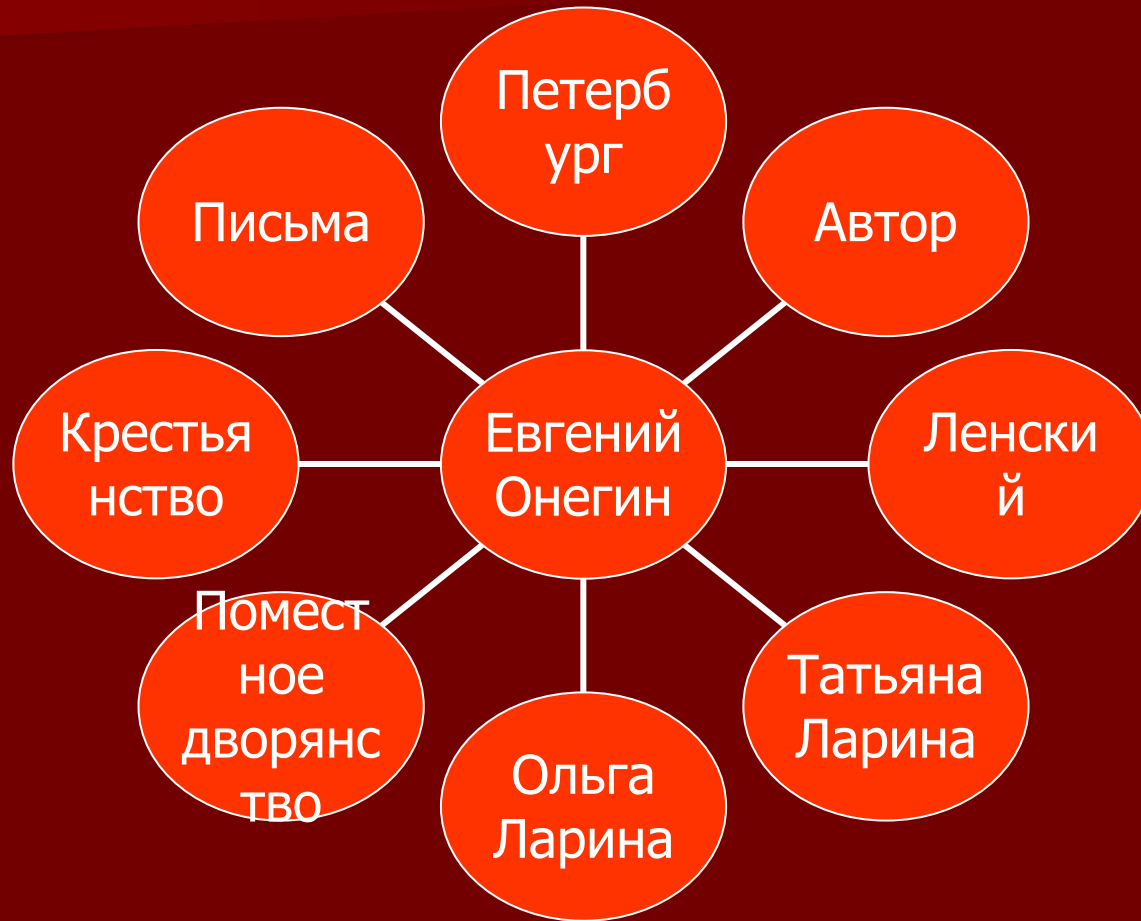 Петерб
ург
Автор
Ленски
й
Татьяна
Ларина
Ольга
Ларина
Помест
ное
дворянс
тво
Крестья
нство
Письма
Евгений
Онегин